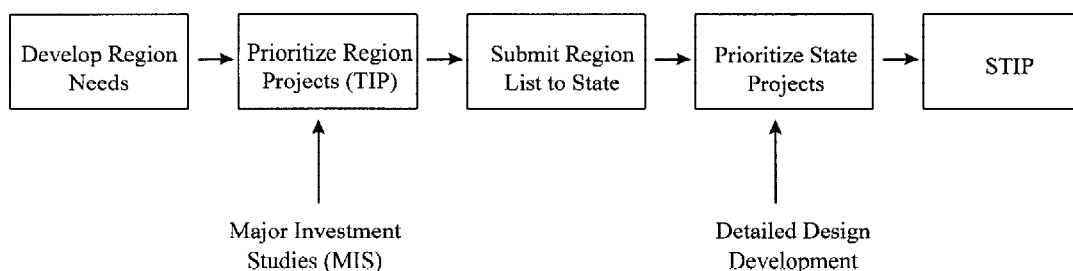 Develop Region
Needs
Prioritize Region
Projects (TIP)
Submit Region
List to State
Prioritize State
Projects
STIP
Major Investment
Studies (MIS)
Detailed Design
Development